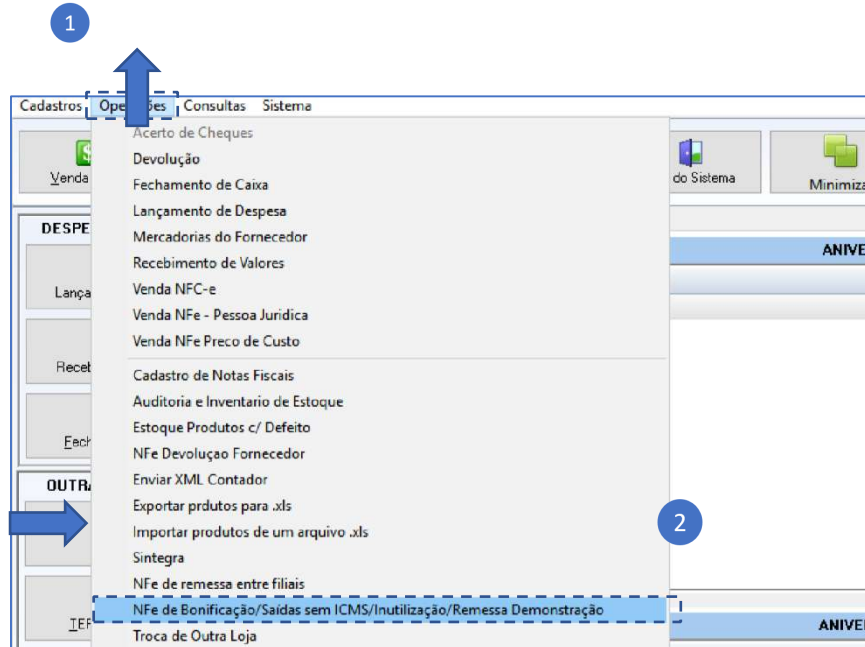 1
Cadastros Operações Consultas Sistema
Acerto de Cheques
Devolução
Venda
do Sistema
Minimiza
Fechamento de Caixa
Lançamento de Despesa
DESPE
Mercadorias do Fornecedor
ANIVE
Recebimento de Valores
Lança
Venda NFC-e
Venda NFe - Pessoa Juridica
Venda NFe Preco de Custo
Receb
Cadastro de Notas Fiscais
Auditoria e Inventario de Estoque
Estoque Produtos c/ Defeito
Fech
NFe Devoluçao Fornecedor
Enviar XML Contador
OUTRA
Exportar prdutos para .xls
2
Importar produtos de um arquivo .xls
Sintegra
NFe de remessa entre filiais
NFe de Bonificação/Saídas sem ICMS/Inutilização/Remessa Demonstração
TEF
ANIVE
Troca de Outra Loja